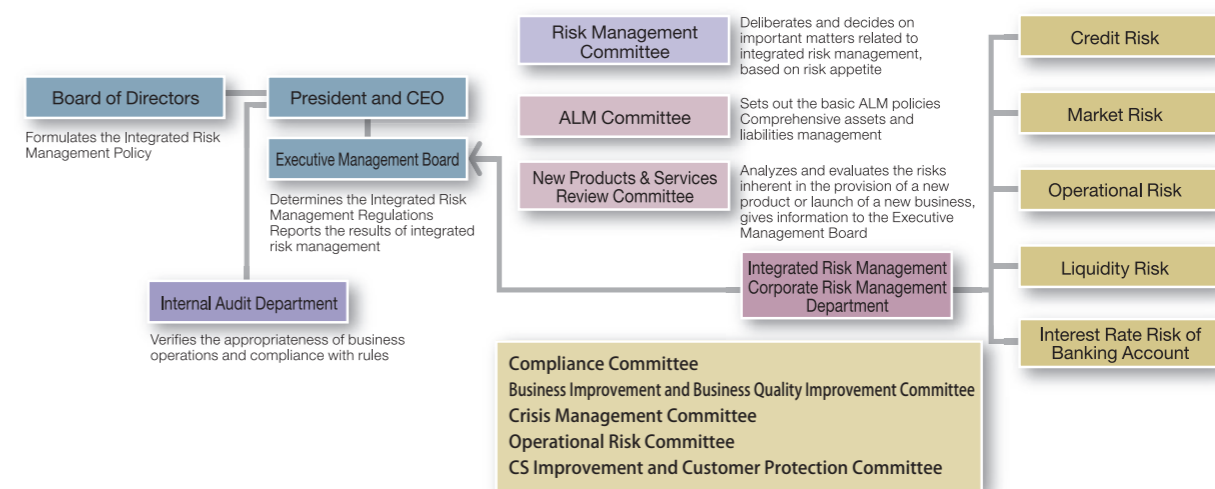 Board of Directors
Formulates the Integrated Risk
Management Policy
President and CEO
Executive Management Board
Determines the Integrated Risk
Management Regulations
Reports the results of integrated
risk management
Internal Audit Department
Verifies the appropriateness of business
operations and compliance with rules
Risk Management
Committee
Deliberates and decides on
important matters related to
integrated risk management,
based on risk appetite
ALM Committee
Sets out the basic ALM policies
Comprehensive assets and
liabilities management
New Products & Services
Review Committee
Analyzes and evaluates the risks
inherent in the provision of a new
product or launch of a new business,
gives information to the Executive
Management Board
Integrated Risk Management
Corporate Risk Management
Department
Credit Risk
Market Risk
Operational Risk
Liquidity Risk
Interest Rate Risk of
Banking Account
Compliance Committee
Business Improvement and Business Quality Improvement Committee
Crisis Management Committee
Operational Risk Committee
CS Improvement and Customer Protection Committee